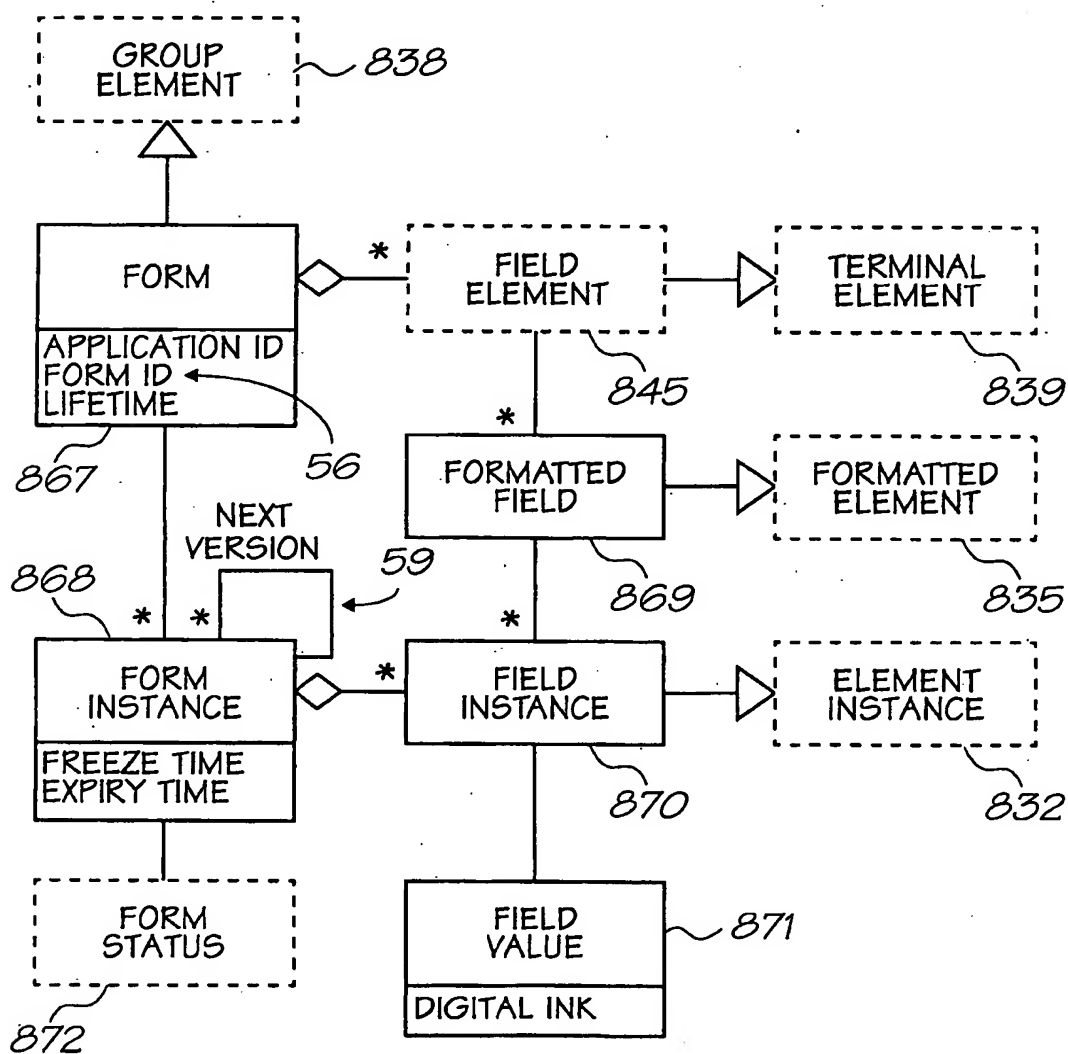 GROUP
ELEMENT
838
FORM
APPLICATION ID
FORM ID
LIFETIME
867
56
*
FIELD
ELEMENT
845
TERMINAL
ELEMENT
839
*
FORMATTED
FIELD
869
FORMATTED
ELEMENT
835
NEXT
VERSION
59
868
*
*
FORM
INSTANCE
FREEZE TIME
EXPIRY TIME
*
*
FIELD
INSTANCE
870
ELEMENT
INSTANCE
832
FORM
STATUS
872
FIELD
VALUE
871
DIGITAL INK